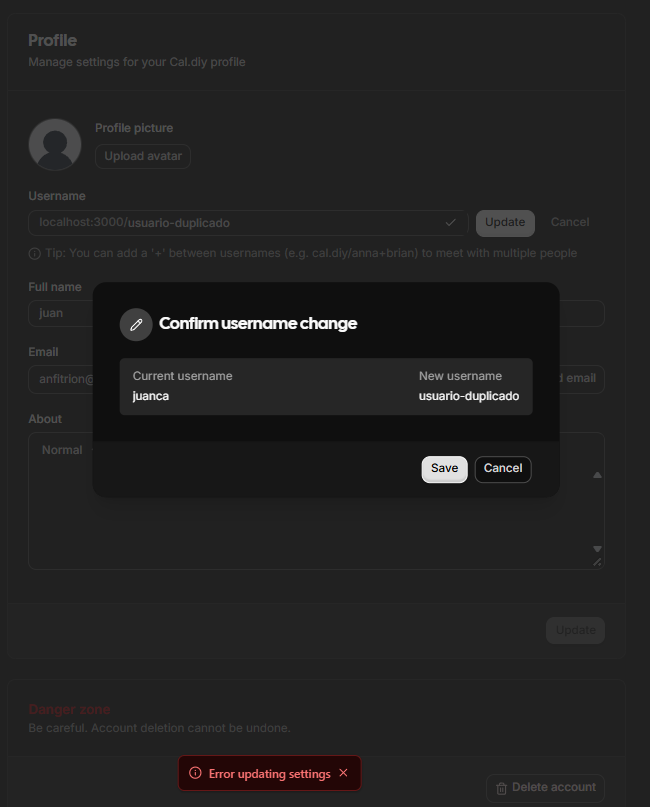 Profile
Manage settings for your Cal.diy profile
Profile picture
Upload avatar
Username
localhost:3000/usuario-duplicado
Update
Cancel
Tip: You can add a '+' between usernames (e.g. cal.diy/anna+brian) to meet with multiple people
Full name
juan
Confirm username change
Email
Current username
New username
anfitrion@
email
juanca
usuario-duplicado
About
Normal
Save
Cancel
Update
Danger zone
Be careful. Account deletion cannot be undone.
Error updating settings
Delete account